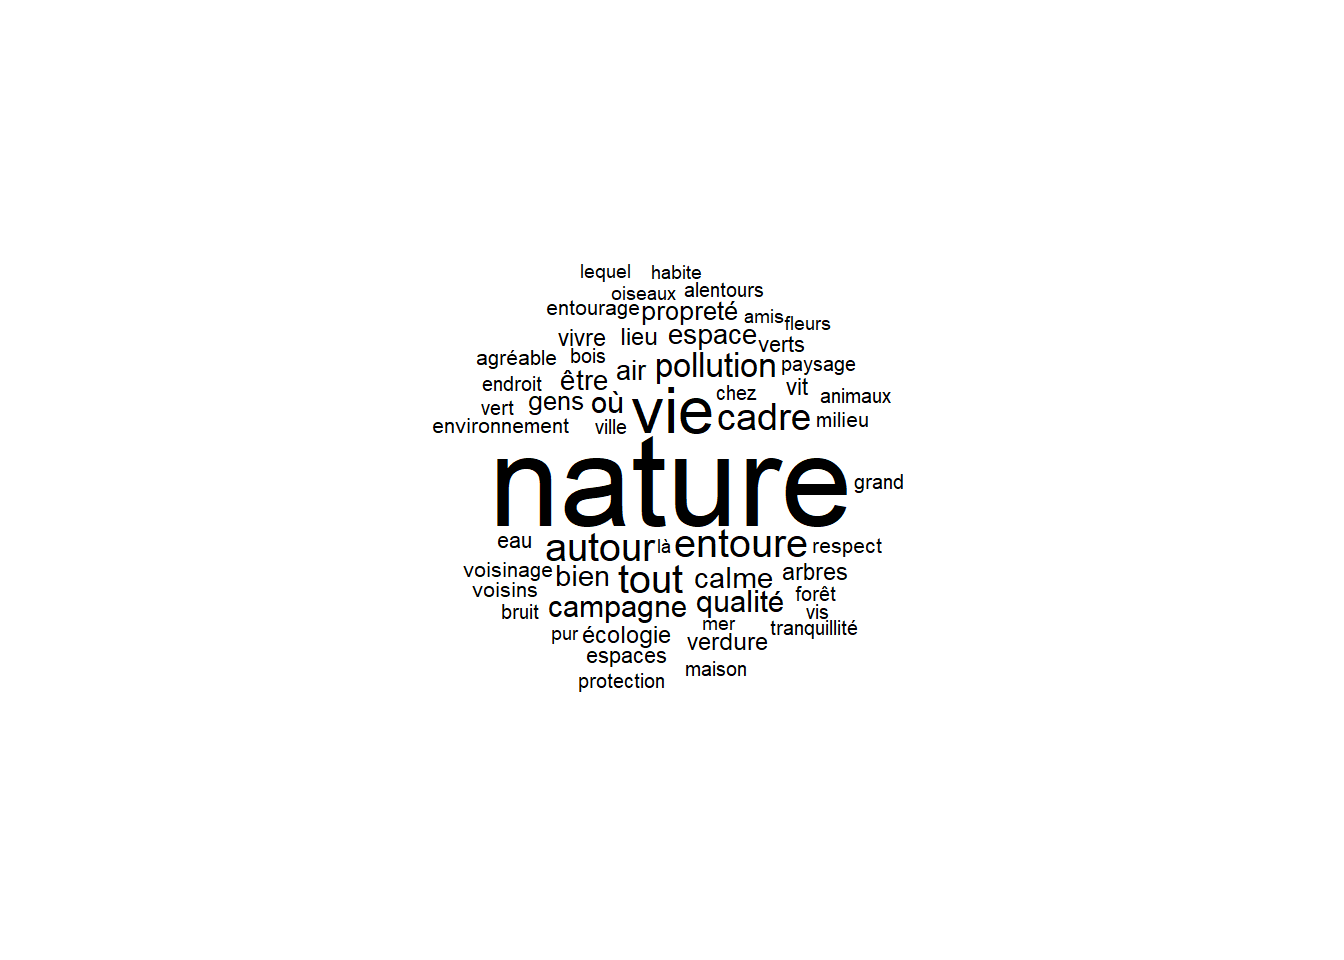 lequel habite
oiseaux alentours
entourage propreté amis fleurs
vivre lieu espace verts
agréable bois air pollution paysage
endroit être chez vit animaux
vert gens où vie cadre milieu
environnement ville
nature grand
eau autour là entoure respect
voisinage bien tout calme arbres
voisins campagne qualité forêt
bruit vis
mer tranquillité
pur écologie verdure
espaces maison
protection